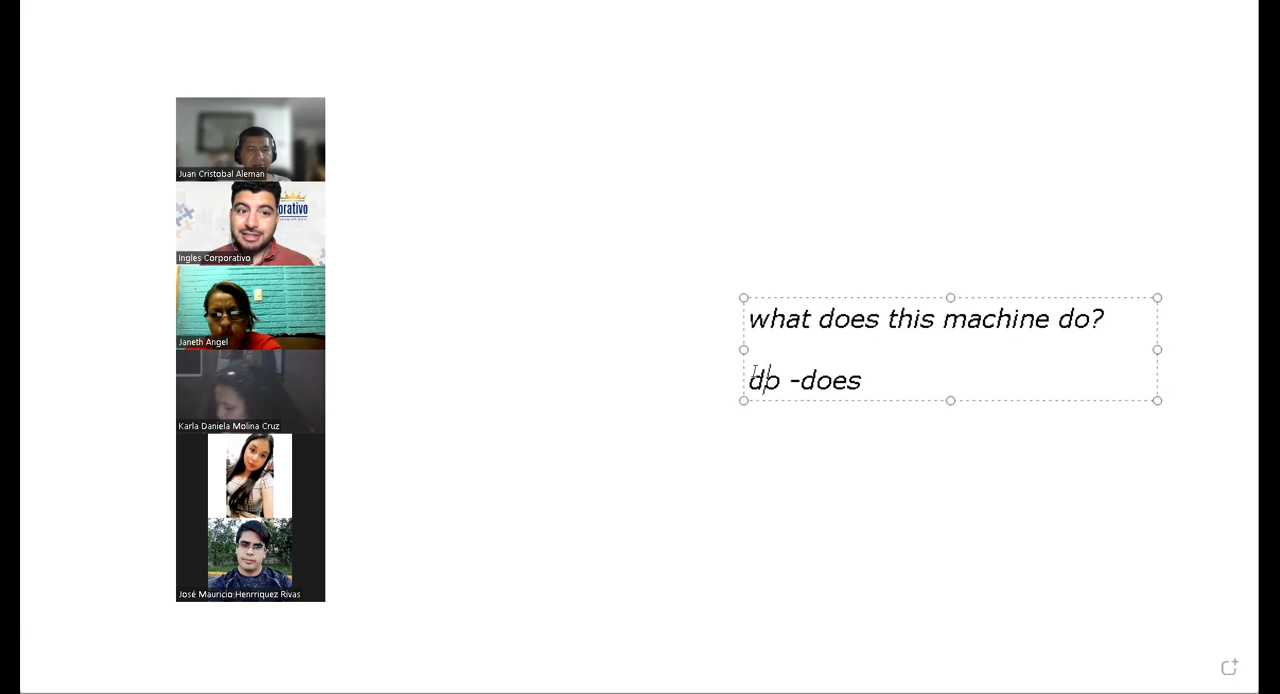 Juan Cristobal Aleman
orativo
Ingles Corporativo
Janeth Angel
Karla Daniela Molina Cruz
José Mauricio Henrriquez Rivas
what does this machine do?
do -does